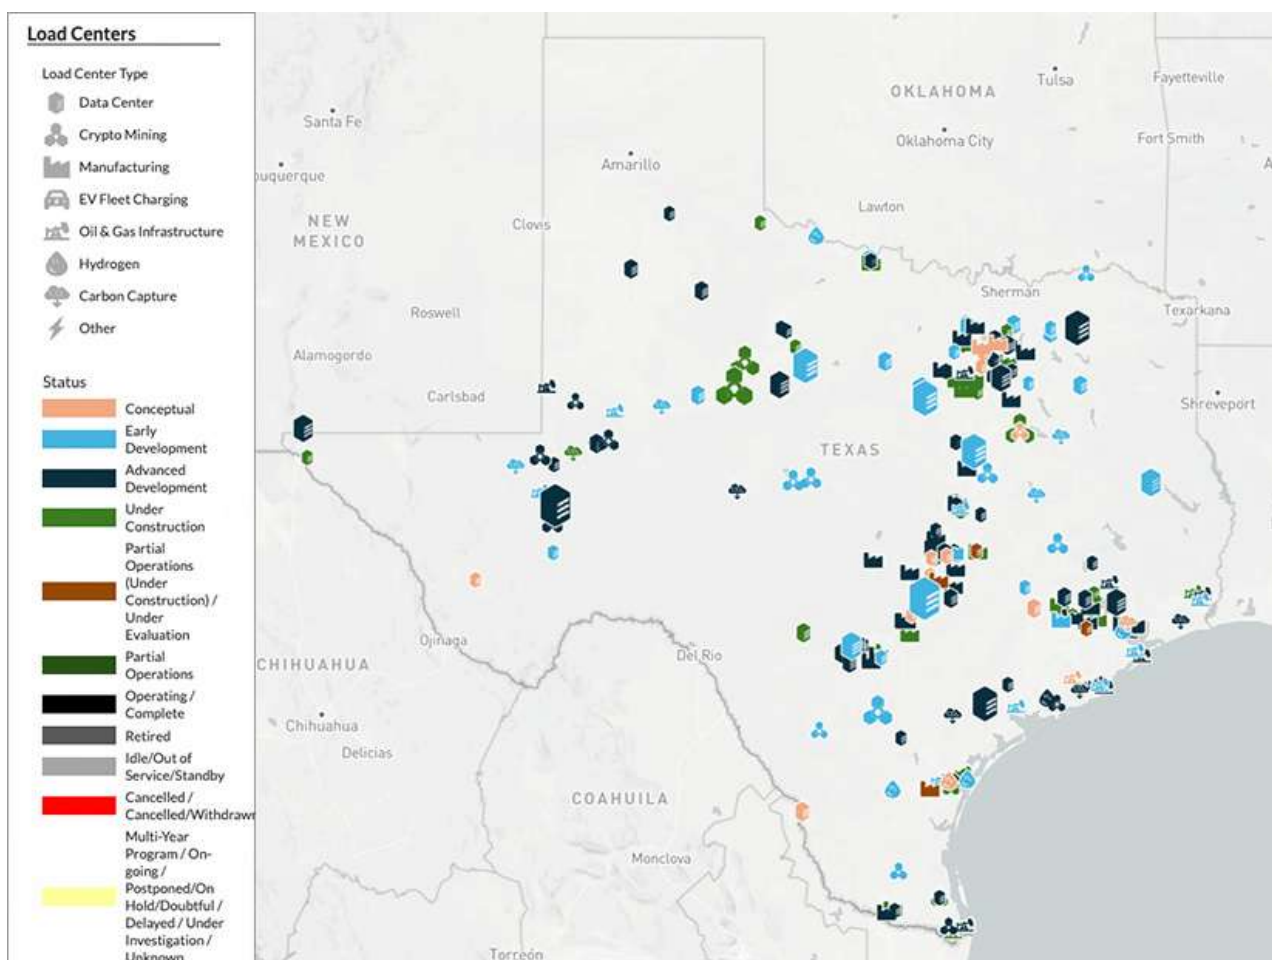 Load Centers
Load Center Type
Data Center
Crypto Mining
Manufacturing
EV Fleet Charging
Oil & Gas Infrastructure
Hydrogen
Carbon Capture
Other
Status
Conceptual
Early
Development
Advanced
Development
Under
Construction
Partial
Operations
(Under
Construction) /
Under
Evaluation
Partial
Operations
Operating /
Complete
Retired
Idle/Out of
Service/Standby
Cancelled /
Cancelled/Withdrawn
Multi-Year
Program / On-
going /
Postponed/On
Hold/Doubtful /
Delayed / Under
Investigation /
Unknown
Tulsa
Fayetteville
OKLAHOMA
Santa Fe
Oklahoma City
Fort Smith
Amarillo
buquerque
Lawton
NEW
MEXICO
Clovis
Sherman
Roswell
Texarkana
Alamogordo
Carlsbad
Shreveport
TEXAS
Ojinaga
Del Rio
CHIHUAHUA
Chihuahua
Delicias
COAHUILA
Monclova
Torreón